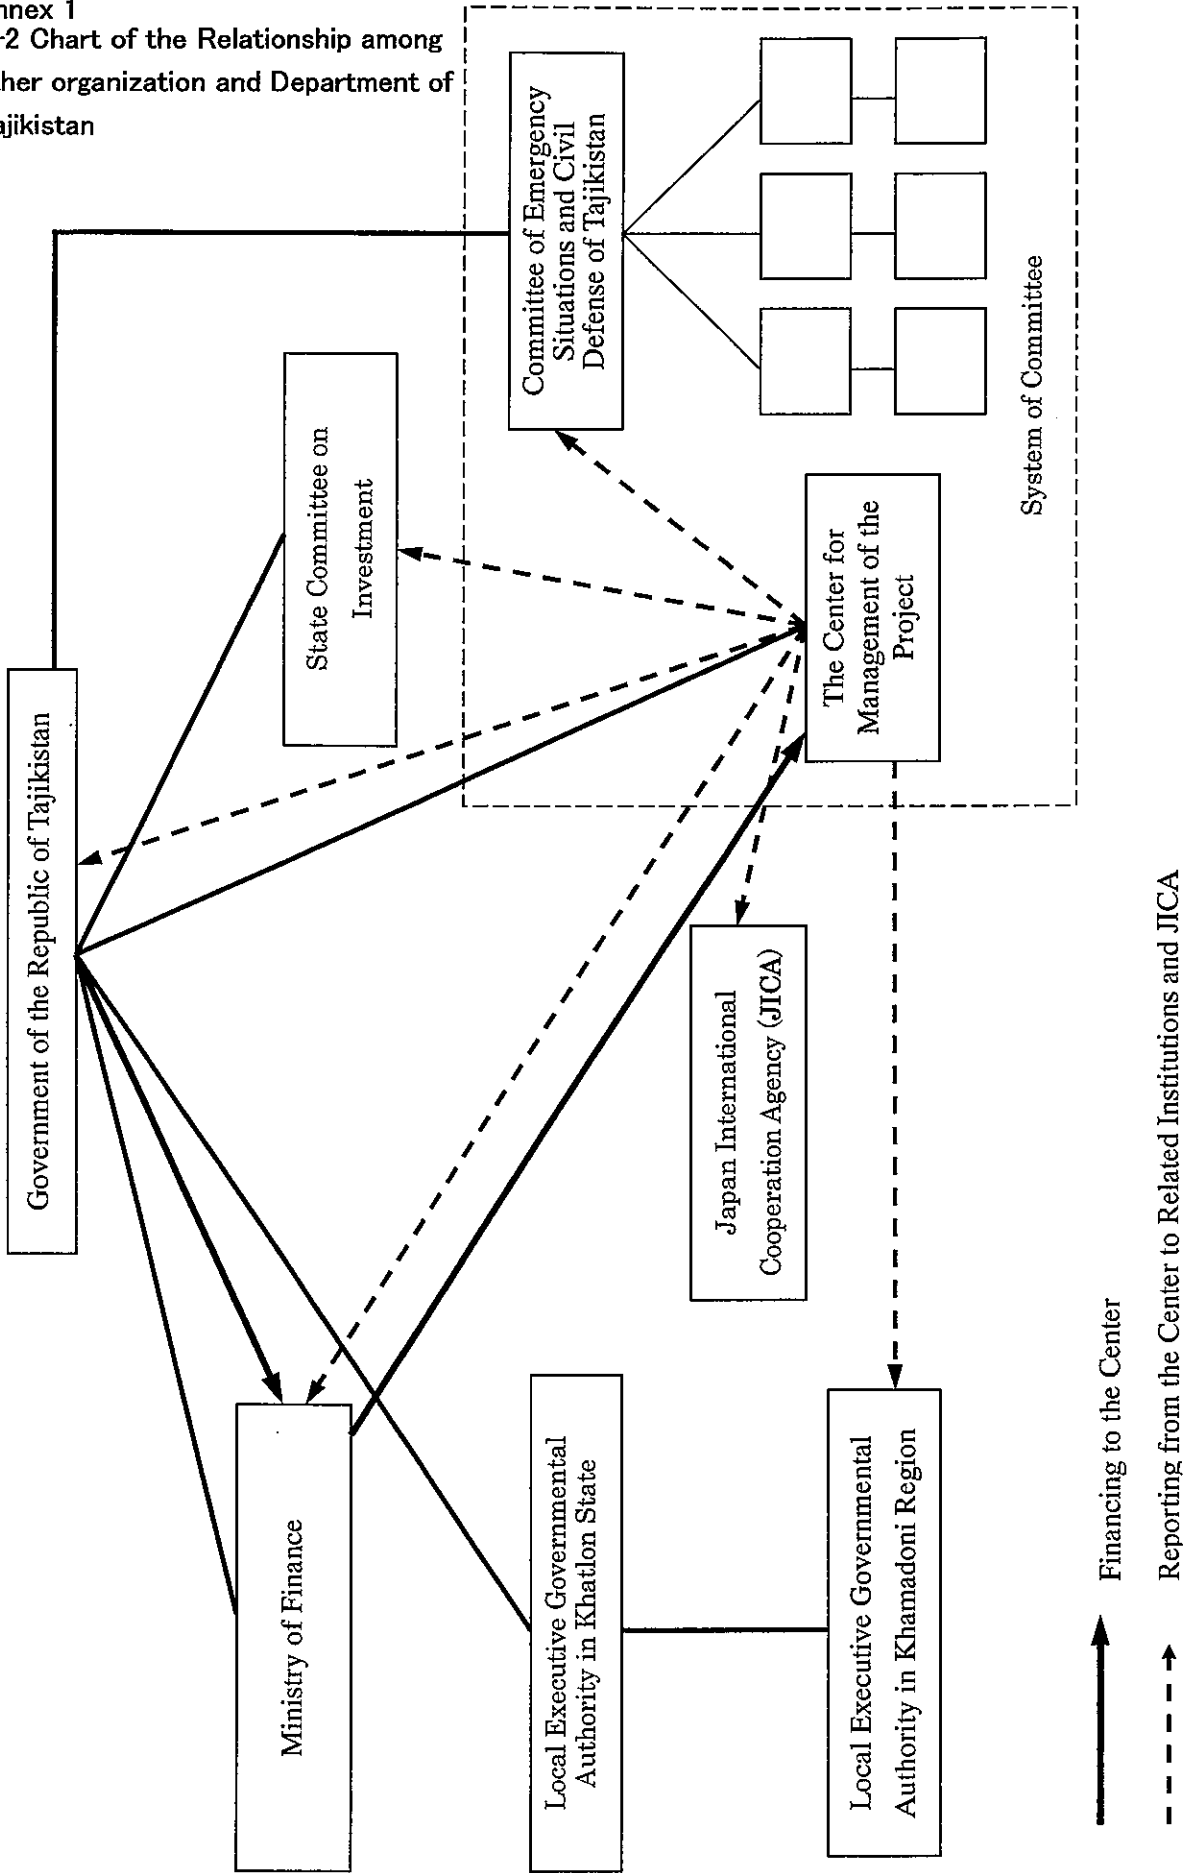 nnex 1
-2 Chart of the Relationship among
ther organization and Department of
ajikistan
Government of the Republic of Tajikistan
Ministry of Finance
State Committee on
Investment
Committee of Emergency
Situations and Civil
Defense of Tajikistan
Local Executive Governmental
Authority in Khatlon State
Japan International
Cooperation Agency (JICA)
The Center for
Management of the
Project
Local Executive Governmental
Authority in Khamadoni Region
System of Committee
Financing to the Center
Reporting from the Center to Related Institutions and JICA